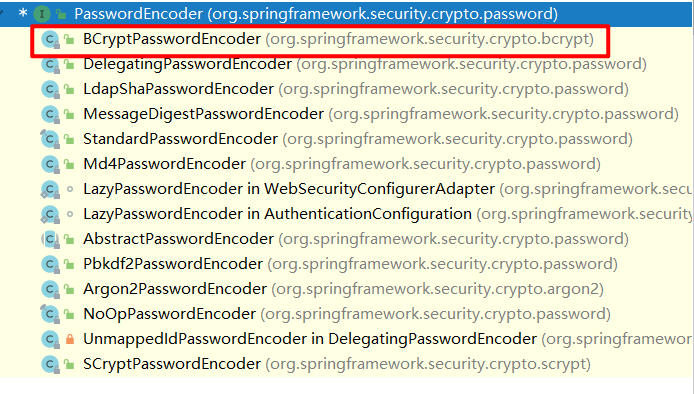 * I PasswordEncoder (org.springframework.security.crypto.password)
C BCryptPasswordEncoder (org.springframework.security.crypto.bcrypt)
C DelegatingPasswordEncoder (org.springframework.security.crypto.password)
C LdapShaPasswordEncoder (org.springframework.security.crypto.password)
C MessageDigestPasswordEncoder (org.springframework.security.crypto.password)
C StandardPasswordEncoder (org.springframework.security.crypto.password)
C Md4PasswordEncoder (org.springframework.security.crypto.password)
C LazyPasswordEncoder in WebSecurityConfigurerAdapter (org.springframework.secu
C LazyPasswordEncoder in AuthenticationConfiguration (org.springframework.security
C AbstractPasswordEncoder (org.springframework.security.crypto.password)
C Pbkdf2PasswordEncoder (org.springframework.security.crypto.password)
C Argon2PasswordEncoder (org.springframework.security.crypto.argon2)
C NoOpPasswordEncoder (org.springframework.security.crypto.password)
C UnmappedIdPasswordEncoder in DelegatingPasswordEncoder (org.springframewor
C SCryptPasswordEncoder (org.springframework.security.crypto.scrypt)